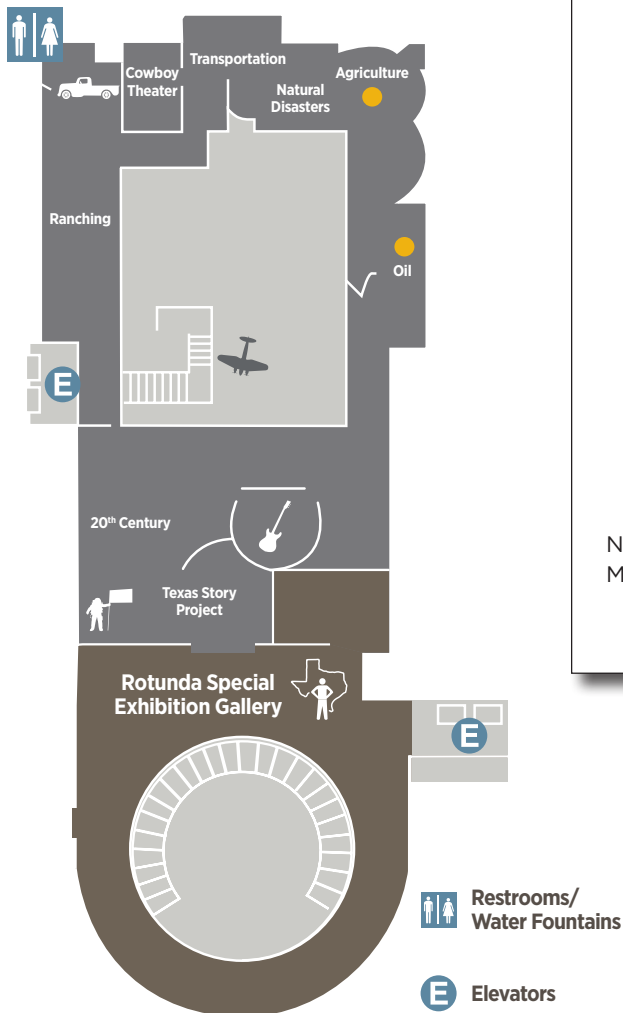 Transportation
Cowboy
Theater
Agriculture
Natural
Disasters
Ranching
Oil
E
20th Century
Texas Story
Project
Rotunda Special
Exhibition Gallery
E
N
M
Restrooms/
Water Fountains
E Elevators